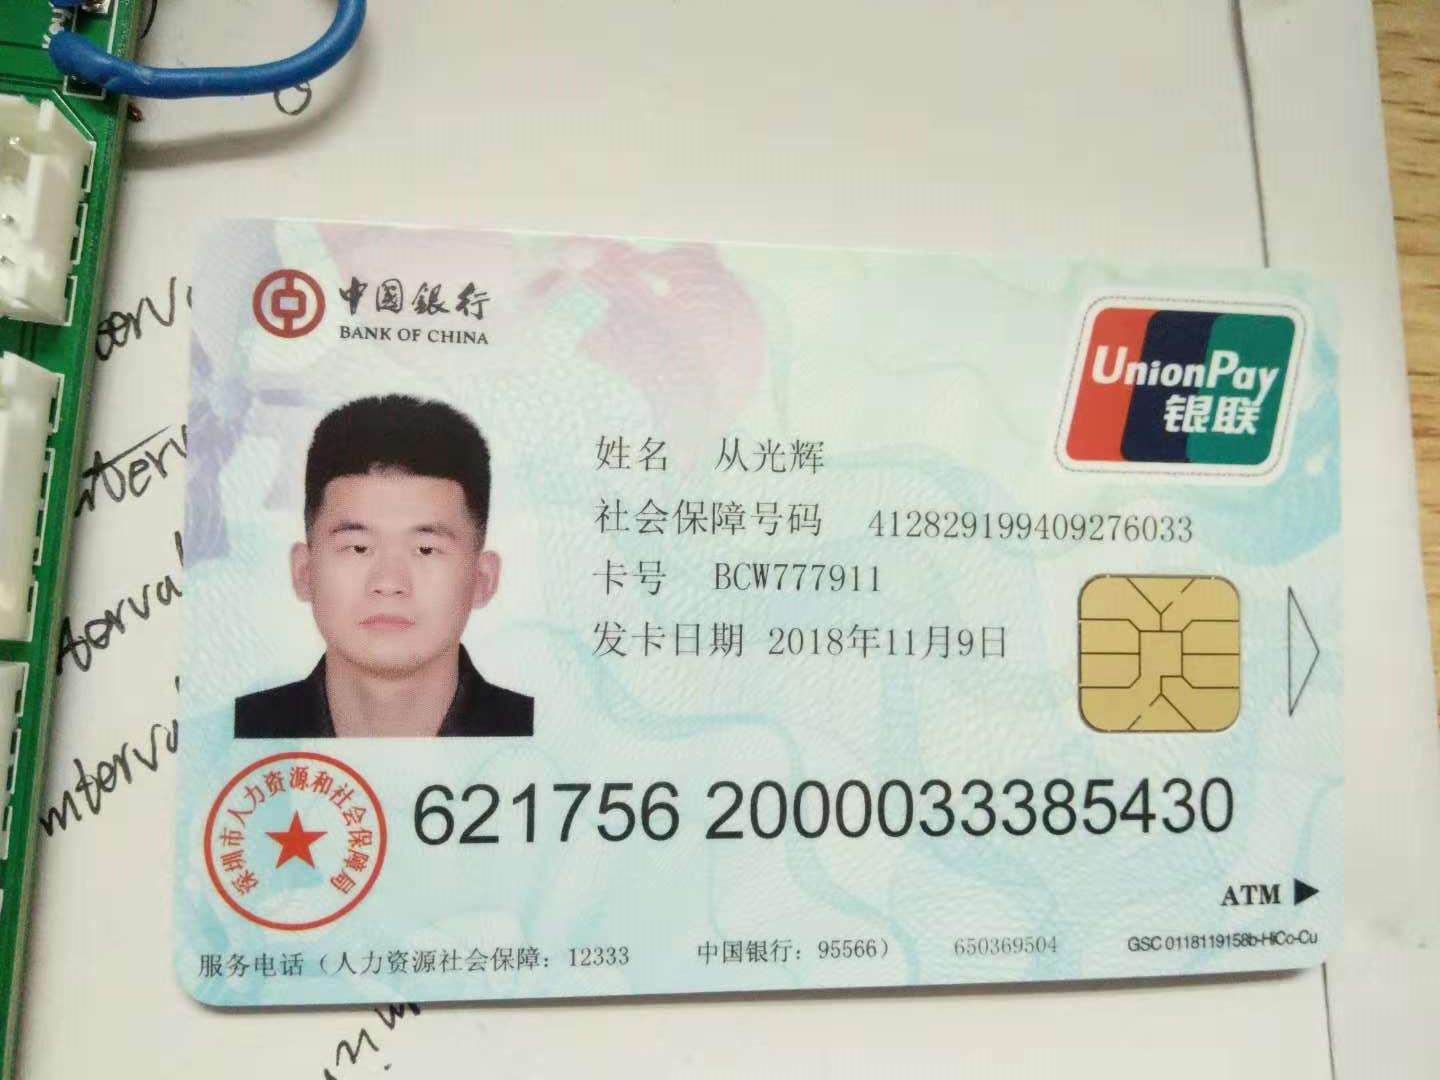 中国银行
BANK OF CHINA
UnionPay
银联
姓名 从光辉
社会保障号码 412829199409276033
卡号 BCW777911
发卡日期 2018年11月9日
深圳市人力资源和社会保障局
621756 2000033385430
ATM
服务电话（人力资源社会保障：12333 中国银行：95566） 650369504 GSC 0118119158b-HiCo-Cu